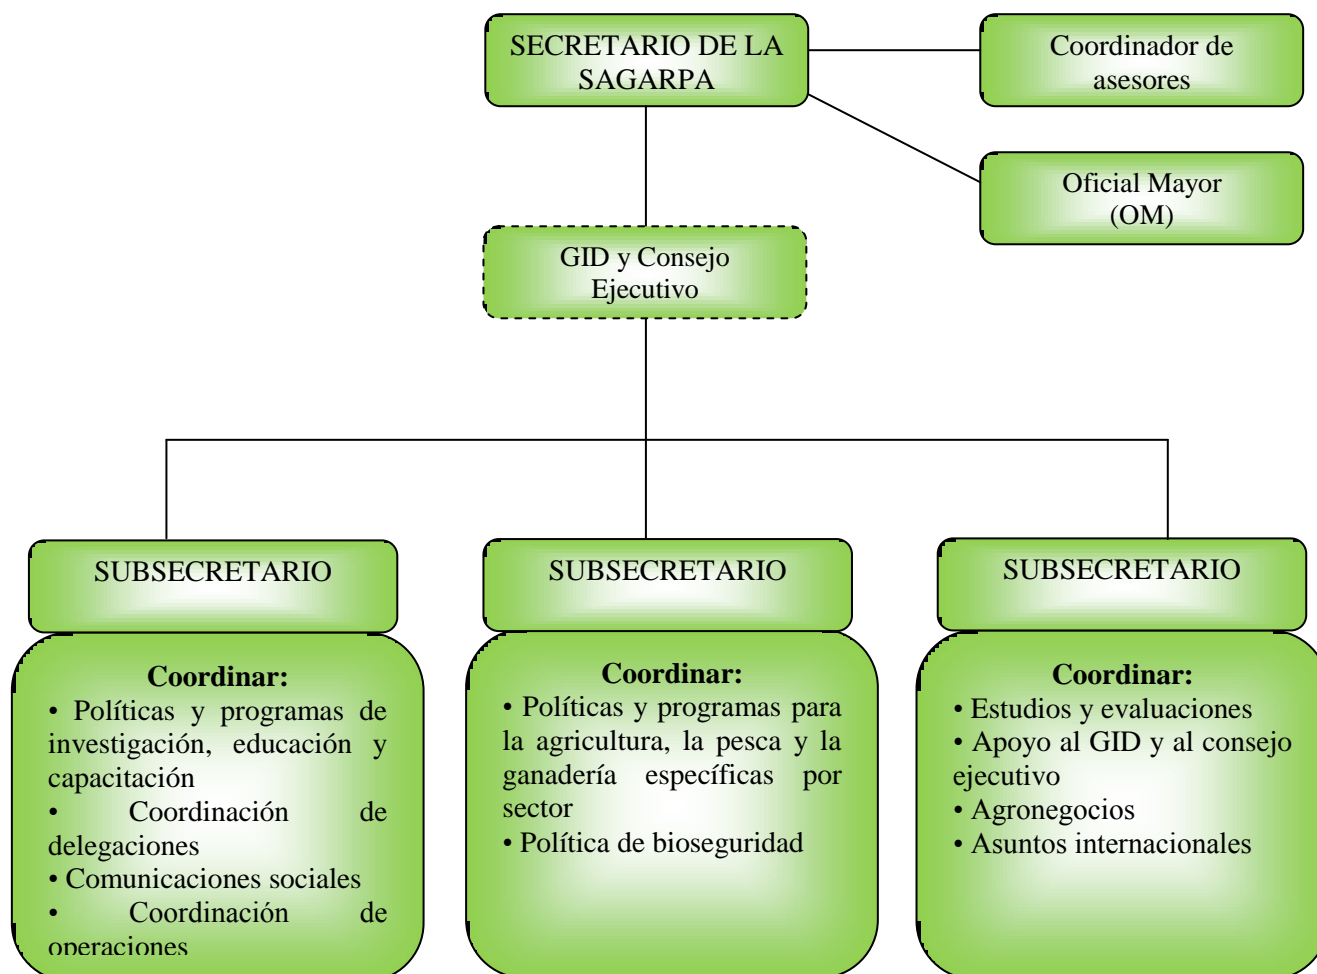 SECRETARIO DE LA
SAGARPA
Coordinador de
asesores
Oficial Mayor
(OM)
GID y Consejo
Ejecutivo
SUBSECRETARIO
Coordinar:
• Políticas y programas de
investigación, educación y
capacitación
• Coordinación de
delegaciones
• Comunicaciones sociales
• Coordinación de
operaciones
SUBSECRETARIO
Coordinar:
• Políticas y programas para
la agricultura, la pesca y la
ganadería específicas por
sector
• Política de bioseguridad
SUBSECRETARIO
Coordinar:
• Estudios y evaluaciones
• Apoyo al GID y al consejo
ejecutivo
• Agronegocios
• Asuntos internacionales